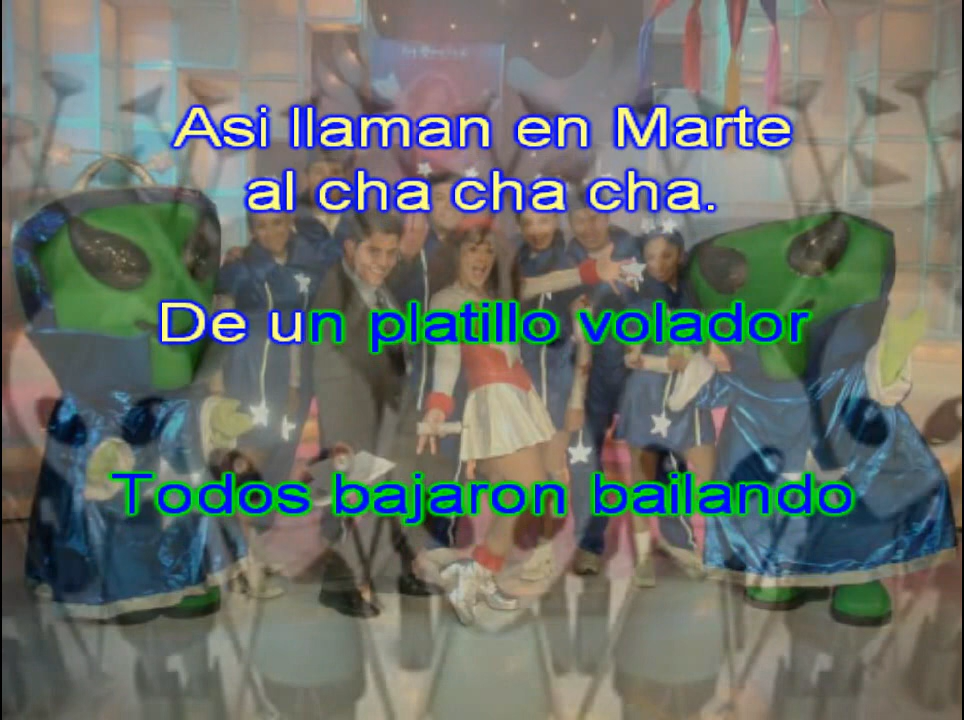 Asi llaman en Marte
al cha cha cha.
De un platillo volador
Todos bajaron bailando